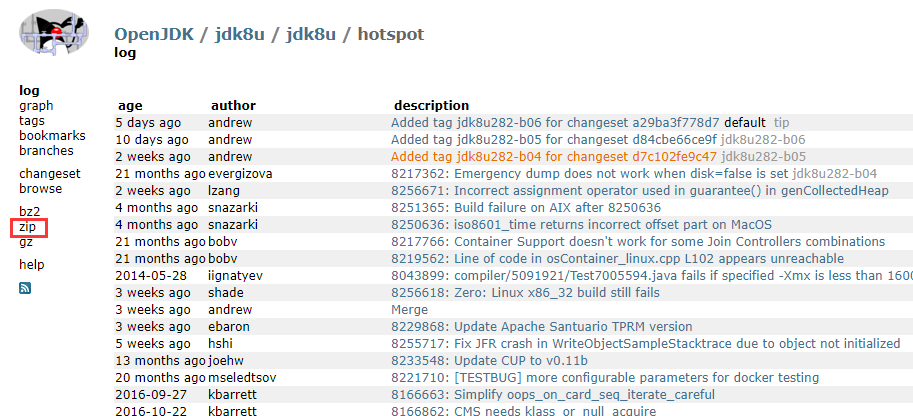 OpenJDK / jdk8u / jdk8u / hotspot
log
log
graph
tags
bookmarks
branches
changeset
browse
bz2
zip
gz
help
age author description
5 days ago andrew Added tag jdk8u282-b06 for changeset a29ba3f778d7 default tip
10 days ago andrew Added tag jdk8u282-b05 for changeset d84cbe66ce9f jdk8u282-b06
2 weeks ago andrew Added tag jdk8u282-b04 for changeset d7c102fe9c47 jdk8u282-b05
21 months ago evergizova 8217362: Emergency dump does not work when disk=false is set jdk8u282-b04
2 weeks ago lzang 8256671: Incorrect assignment operator used in guarantee() in genCollectedHeap
4 months ago snazarki 8251365: Build failure on AIX after 8250636
4 months ago snazarki 8250636: iso8601_time returns incorrect offset part on MacOS
21 months ago bobv 8217766: Container Support doesn't work for some Join Controllers combinations
21 months ago bobv 8219562: Line of code in osContainer_linux.cpp L102 appears unreachable
2014-05-28 iignatyev 8043899: compiler/5091921/Test7005594.java fails if specified -Xmx is less than 1600
3 weeks ago shade 8256618: Zero: Linux x86_32 build still fails
3 weeks ago andrew Merge
3 weeks ago ebaron 8229868: Update Apache Santuario TPRM version
5 weeks ago hshi 8255717: Fix JFR crash in WriteObjectSampleStacktrace due to object not initialized
13 months ago joehw 8233548: Update CUP to v0.11b
20 months ago mseledtsov 8221710: [TESTBUG] more configurable parameters for docker testing
2016-09-27 kbarrett 8166663: Simplify oops_on_card_seq_iterate_careful
2016-10-22 kbarrett 8166862: CMS needs klass_or_null_acquire